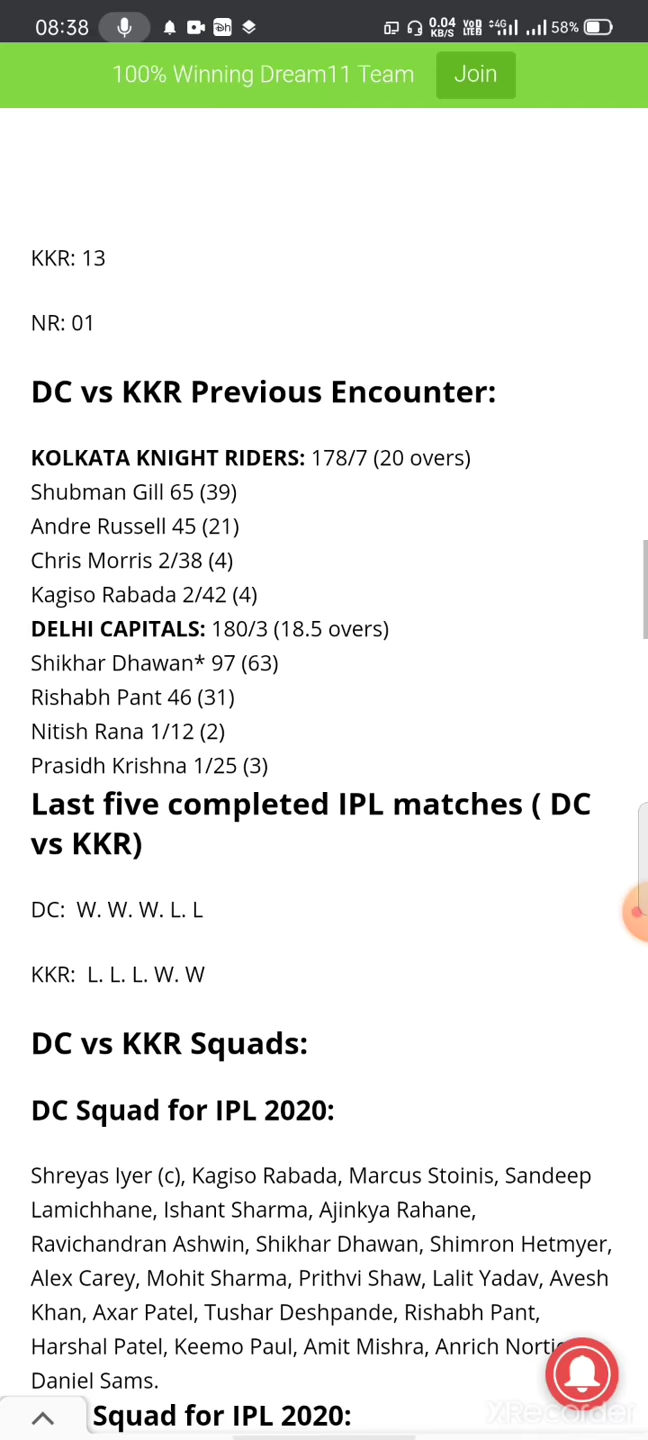 08:38
0.04 KB/S
4G
58%
100% Winning Dream11 Team Join
KKR: 13
NR: 01
DC vs KKR Previous Encounter:
KOLKATA KNIGHT RIDERS: 178/7 (20 overs)
Shubman Gill 65 (39)
Andre Russell 45 (21)
Chris Morris 2/38 (4)
Kagiso Rabada 2/42 (4)
DELHI CAPITALS: 180/3 (18.5 overs)
Shikhar Dhawan* 97 (63)
Rishabh Pant 46 (31)
Nitish Rana 1/12 (2)
Prasidh Krishna 1/25 (3)
Last five completed IPL matches ( DC
vs KKR)
DC: W. W. W. L. L
KKR: L. L. L. W. W
DC vs KKR Squads:
DC Squad for IPL 2020:
Shreyas Iyer (c), Kagiso Rabada, Marcus Stoinis, Sandeep
Lamichhane, Ishant Sharma, Ajinkya Rahane,
Ravichandran Ashwin, Shikhar Dhawan, Shimron Hetmyer,
Alex Carey, Mohit Sharma, Prithvi Shaw, Lalit Yadav, Avesh
Khan, Axar Patel, Tushar Deshpande, Rishabh Pant,
Harshal Patel, Keemo Paul, Amit Mishra, Anrich
Daniel Sams.
Squad for IPL 2020:
XRecorder